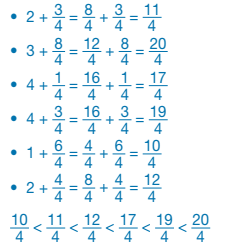 • 2 + 3/4 = 8/4 + 3/4 = 11/4
• 3 + 8/4 = 12/4 + 8/4 = 20/4
• 4 + 1/4 = 16/4 + 1/4 = 17/4
• 4 + 3/4 = 16/4 + 3/4 = 19/4
• 1 + 6/4 = 4/4 + 6/4 = 10/4
• 2 + 4/4 = 8/4 + 4/4 = 12/4
10/4 < 11/4 < 12/4 < 17/4 < 19/4 < 20/4